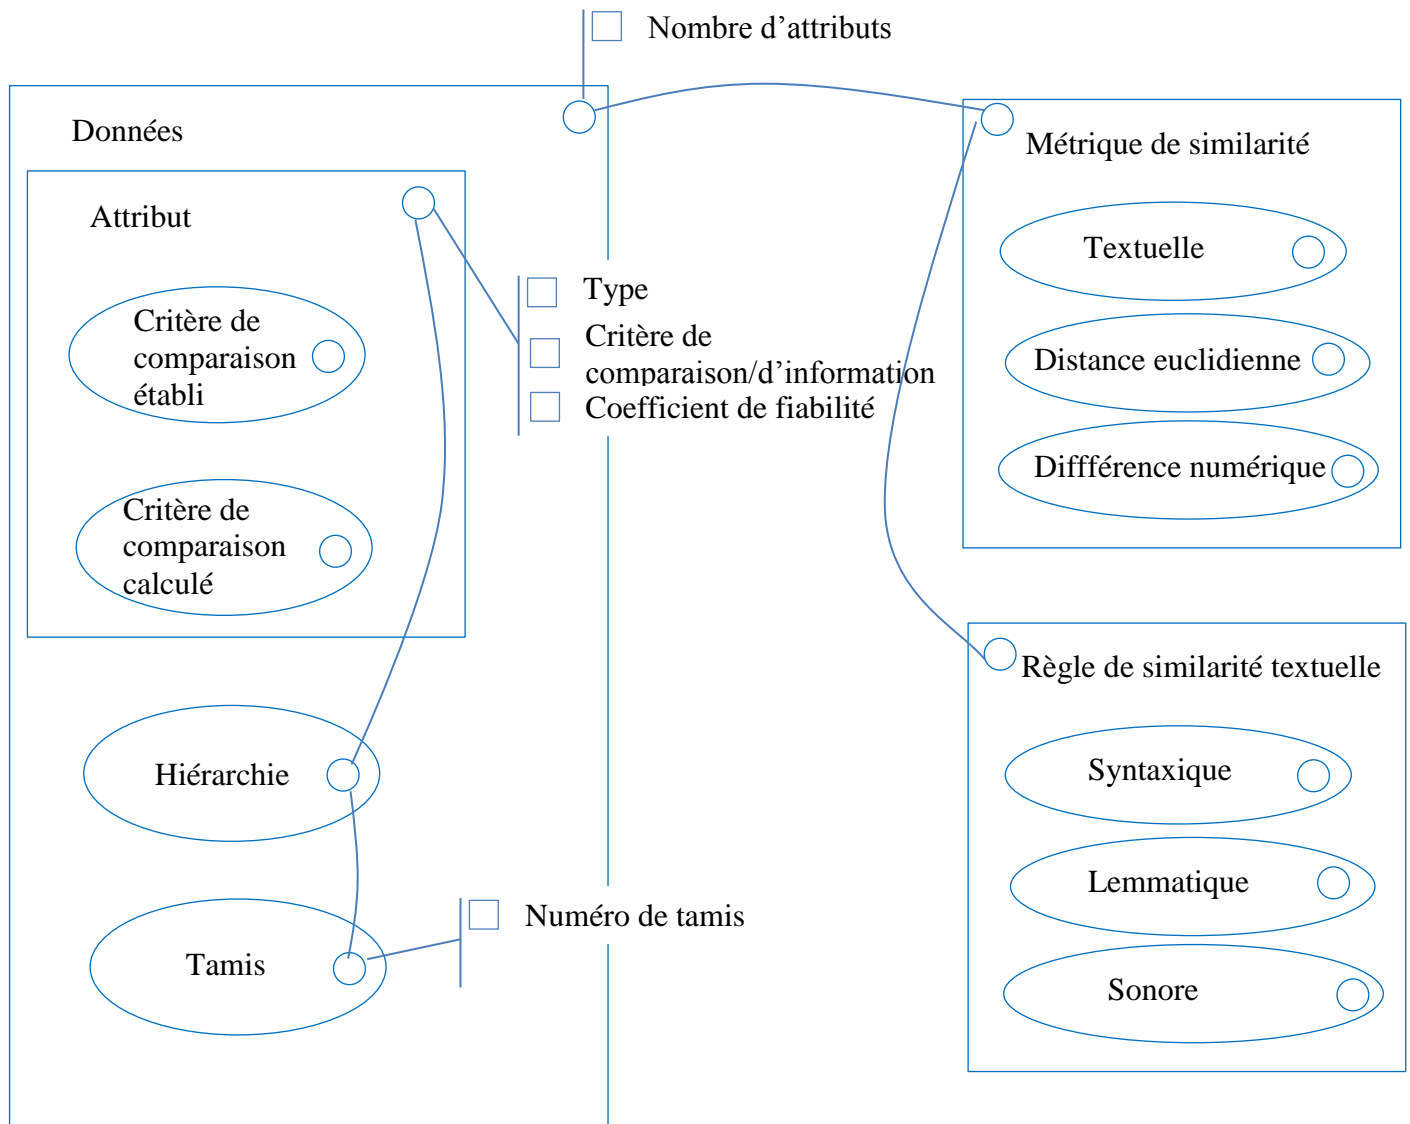 Nombre d’attributs
Données
Attribut
Critère de
comparaison
établi
Critère de
comparaison
calculé
Type
Critère de
comparaison/d’information
Coefficient de fiabilité
Hiérarchie
Tamis
Numéro de tamis
Métrique de similarité
Textuelle
Distance euclidienne
Diffférence numérique
Règle de similarité textuelle
Syntaxique
Lemmatique
Sonore